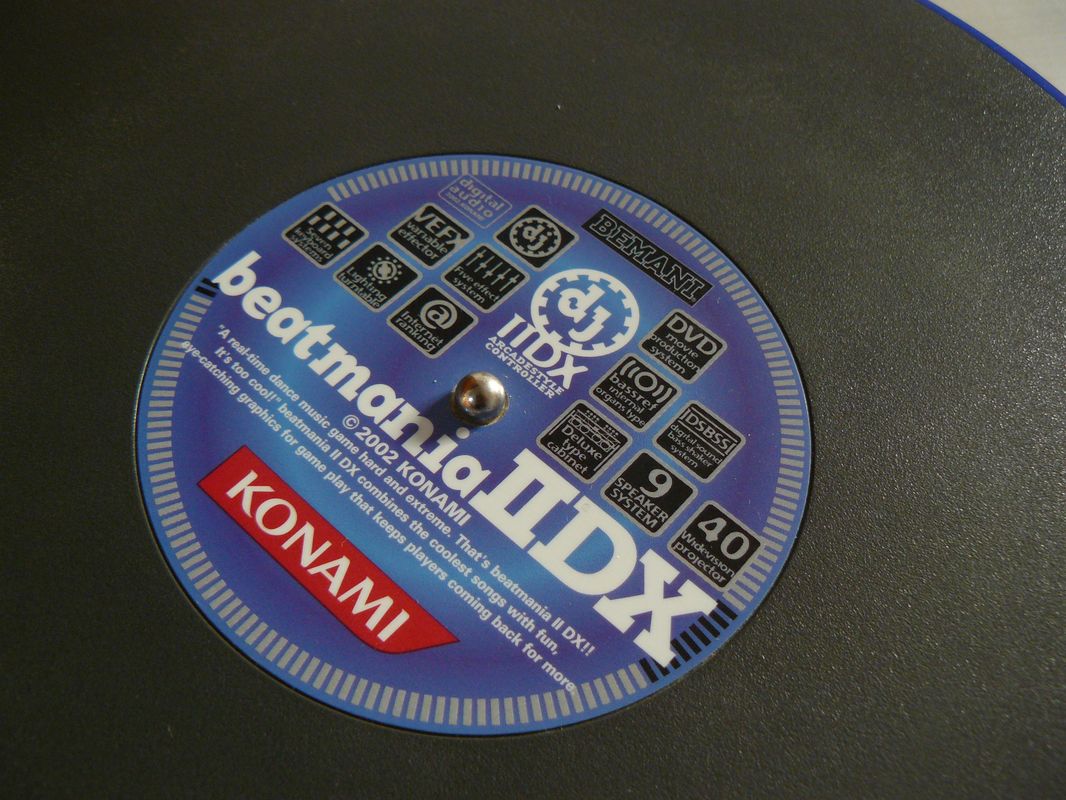 digital
audio
BEMANI
dj
Seven
keyboard
systems
VEFX
variable
effector
Lighting
turntable
Five effect
system
@
Internet
ranking
dj
IIDX
ARCADESTYLE
CONTROLLER
DVD
movie
production
system
((O))
bassref
internal
organs type
DSBSS
digital sound
bass shaker
system
Deluxe
type
cabinet
9
SPEAKER
SYSTEM
40
Widevision
projector
beatmania IIDX
© 2002 KONAMI
"A real-time dance music game hard and extreme. That's beatmania II DX!!
It's too cool!" beatmania II DX combines the coolest songs with fun,
eye-catching graphics for game play that keeps players coming back for more.
KONAMI